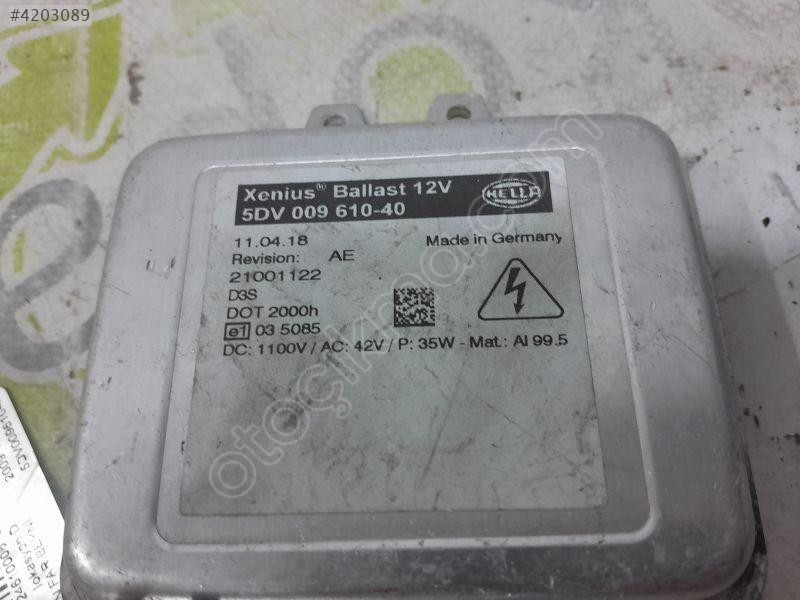 #4203089
Xenius Ballast 12V
HELLA
5DV 009 610-40
11.04.18
Made in Germany
Revision: AE
21001122
D3S
DOT 2000h
e1 03 5085
DC: 1100V / AC: 42V / P: 35W - Mat.: Al 99.5
otoçıkma.com